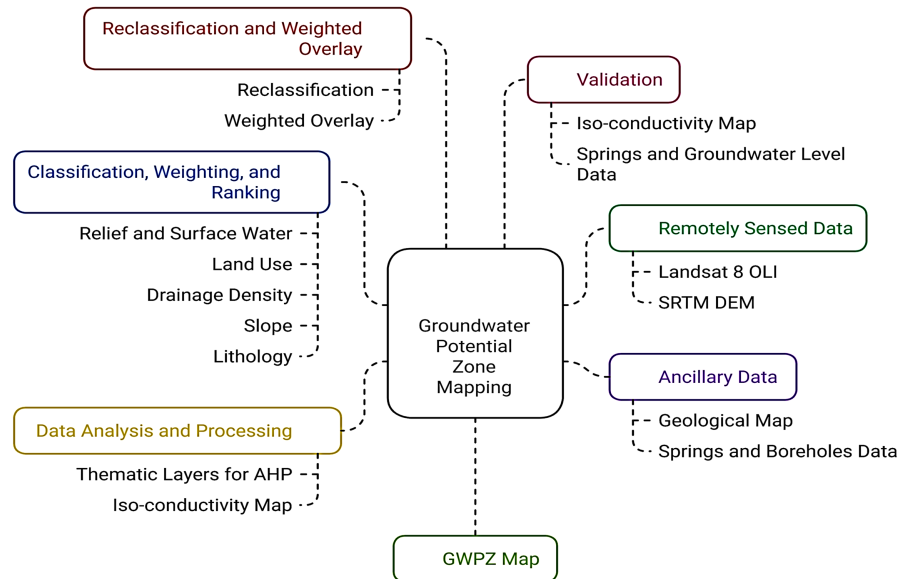 Reclassification and Weighted
Overlay
Reclassification
Weighted Overlay
Classification, Weighting, and
Ranking
Relief and Surface Water
Land Use
Drainage Density
Slope
Lithology
Data Analysis and Processing
Thematic Layers for AHP
Iso-conductivity Map
Groundwater
Potential
Zone
Mapping
Validation
Iso-conductivity Map
Springs and Groundwater Level
Data
Remotely Sensed Data
Landsat 8 OLI
SRTM DEM
Ancillary Data
Geological Map
Springs and Boreholes Data
GWPZ Map